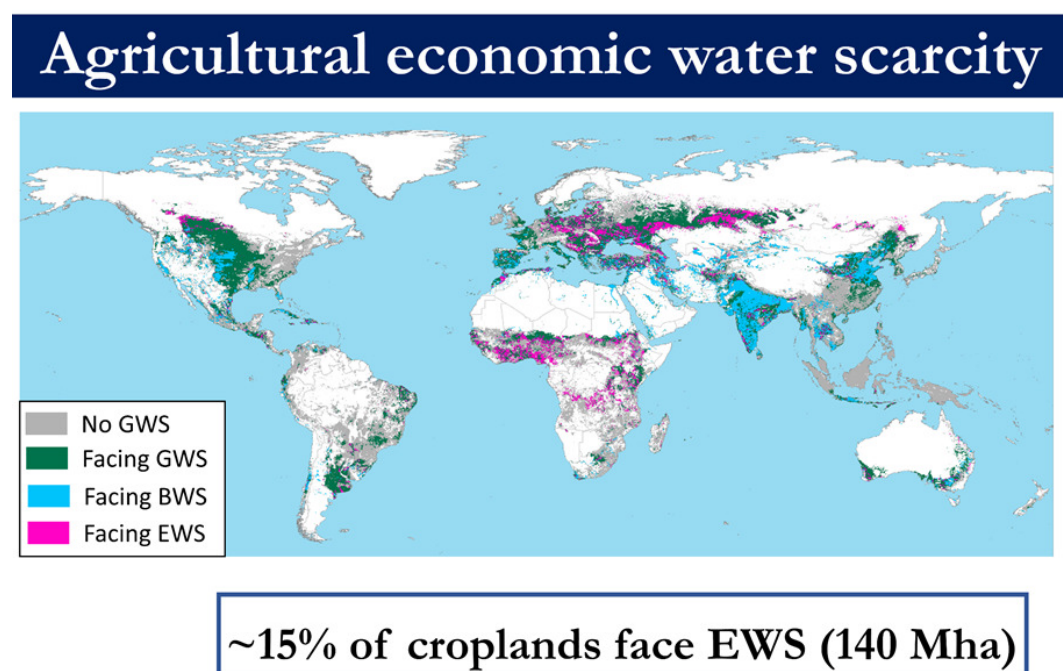 Agricultural economic water scarcity
No GWS
Facing GWS
Facing BWS
Facing EWS
~15% of croplands face EWS (140 Mha)